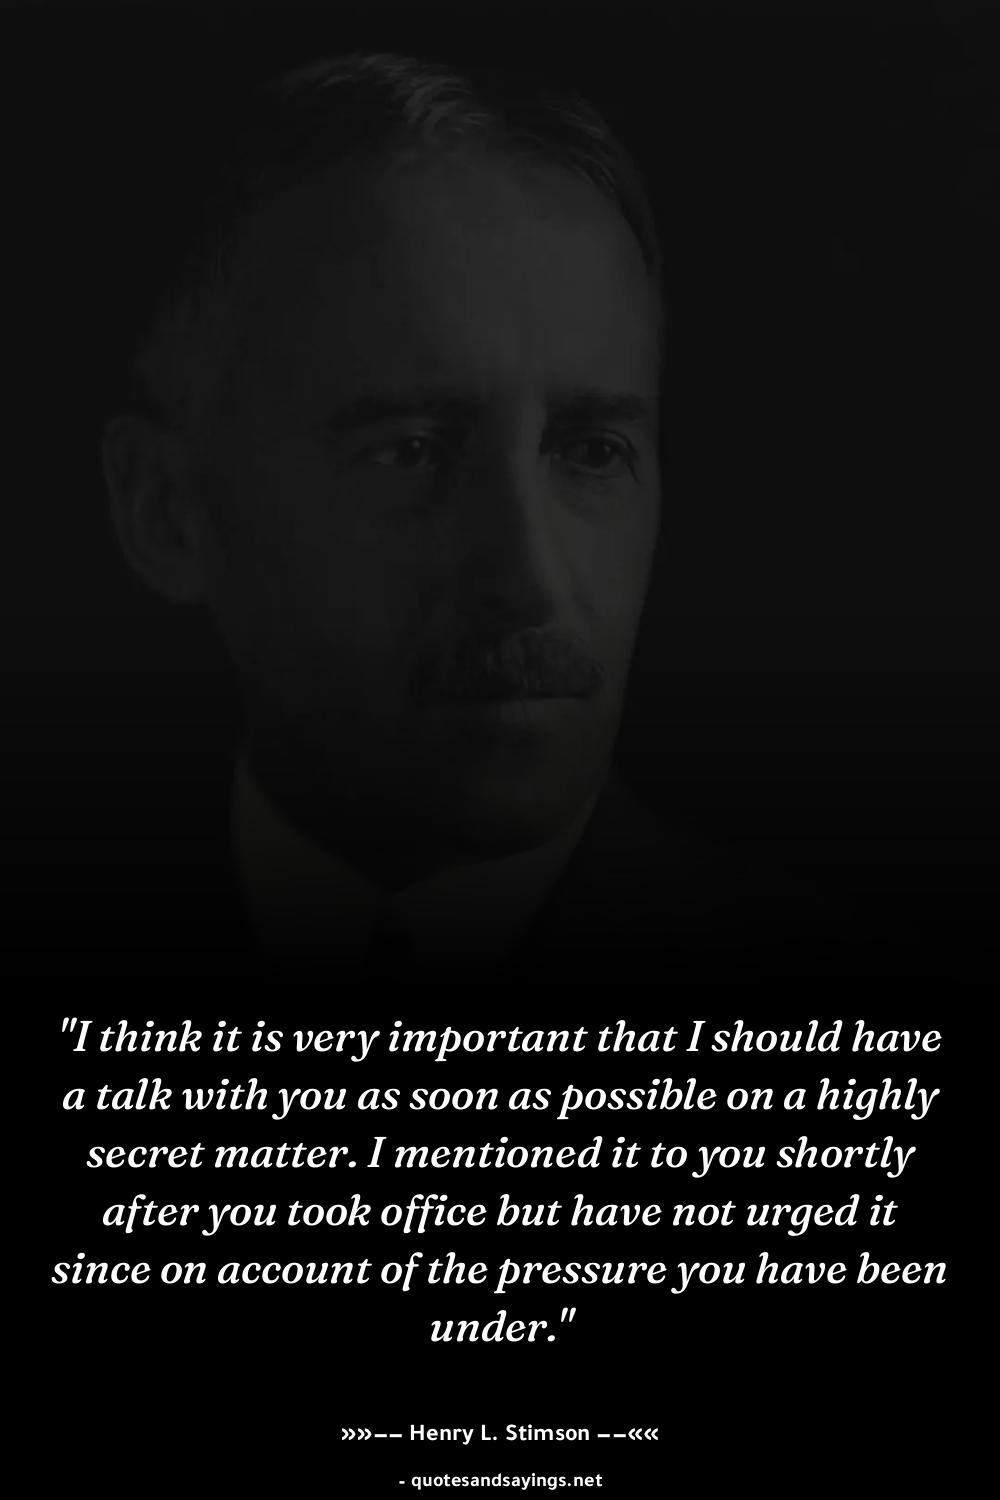 "I think it is very important that I should have
a talk with you as soon as possible on a highly
secret matter. I mentioned it to you shortly
after you took office but have not urged it
since on account of the pressure you have been
under."
»»–– Henry L. Stimson ––««
- quotesandsayings.net